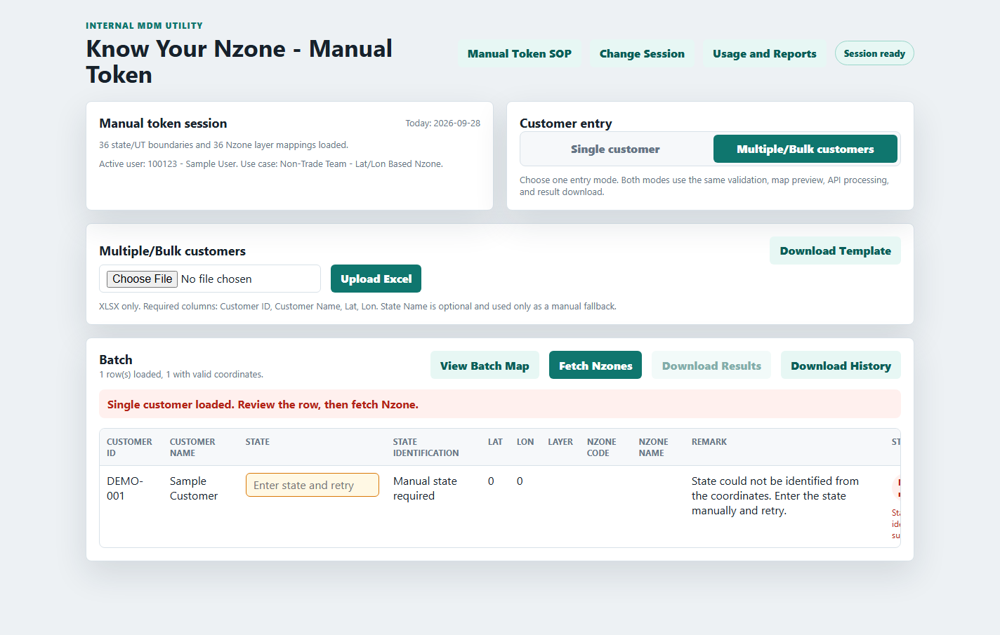 INTERNAL MDM UTILITY
Know Your Nzone - Manual
Token
Manual Token SOP
Change Session
Usage and Reports
Session ready
Manual token session
Today: 2026-09-28
36 state/UT boundaries and 36 Nzone layer mappings loaded.
Active user: 100123 - Sample User. Use case: Non-Trade Team - Lat/Lon Based Nzone.
Customer entry
Single customer
Multiple/Bulk customers
Choose one entry mode. Both modes use the same validation, map preview, API processing,
and result download.
Multiple/Bulk customers
Download Template
Choose File No file chosen
Upload Excel
XLSX only. Required columns: Customer ID, Customer Name, Lat, Lon. State Name is optional and used only as a manual fallback.
Batch
1 row(s) loaded, 1 with valid coordinates.
View Batch Map
Fetch Nzones
Download Results
Download History
Single customer loaded. Review the row, then fetch Nzone.
CUSTOMER
ID
CUSTOMER
NAME
STATE
STATE
IDENTIFICATION
LAT
LON
LAYER
NZONE
CODE
NZONE
NAME
REMARK
DEMO-
001
Sample
Customer
Enter state and retry
Manual state
required
0
0
State could not be identified from
the coordinates. Enter the state
manually and retry.